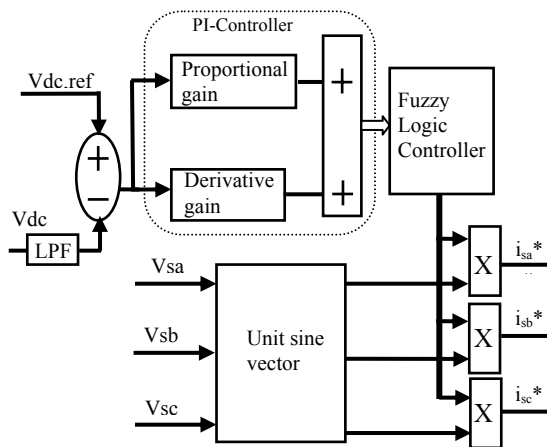 PI-Controller
Vdc.ref
Proportional
gain
+
Fuzzy
Logic
Controller
+
−
Derivative
gain
+
Vdc
LPF
Vsa
Vsb
Vsc
Unit sine
vector
X
isa*
X
isb*
X
isc*